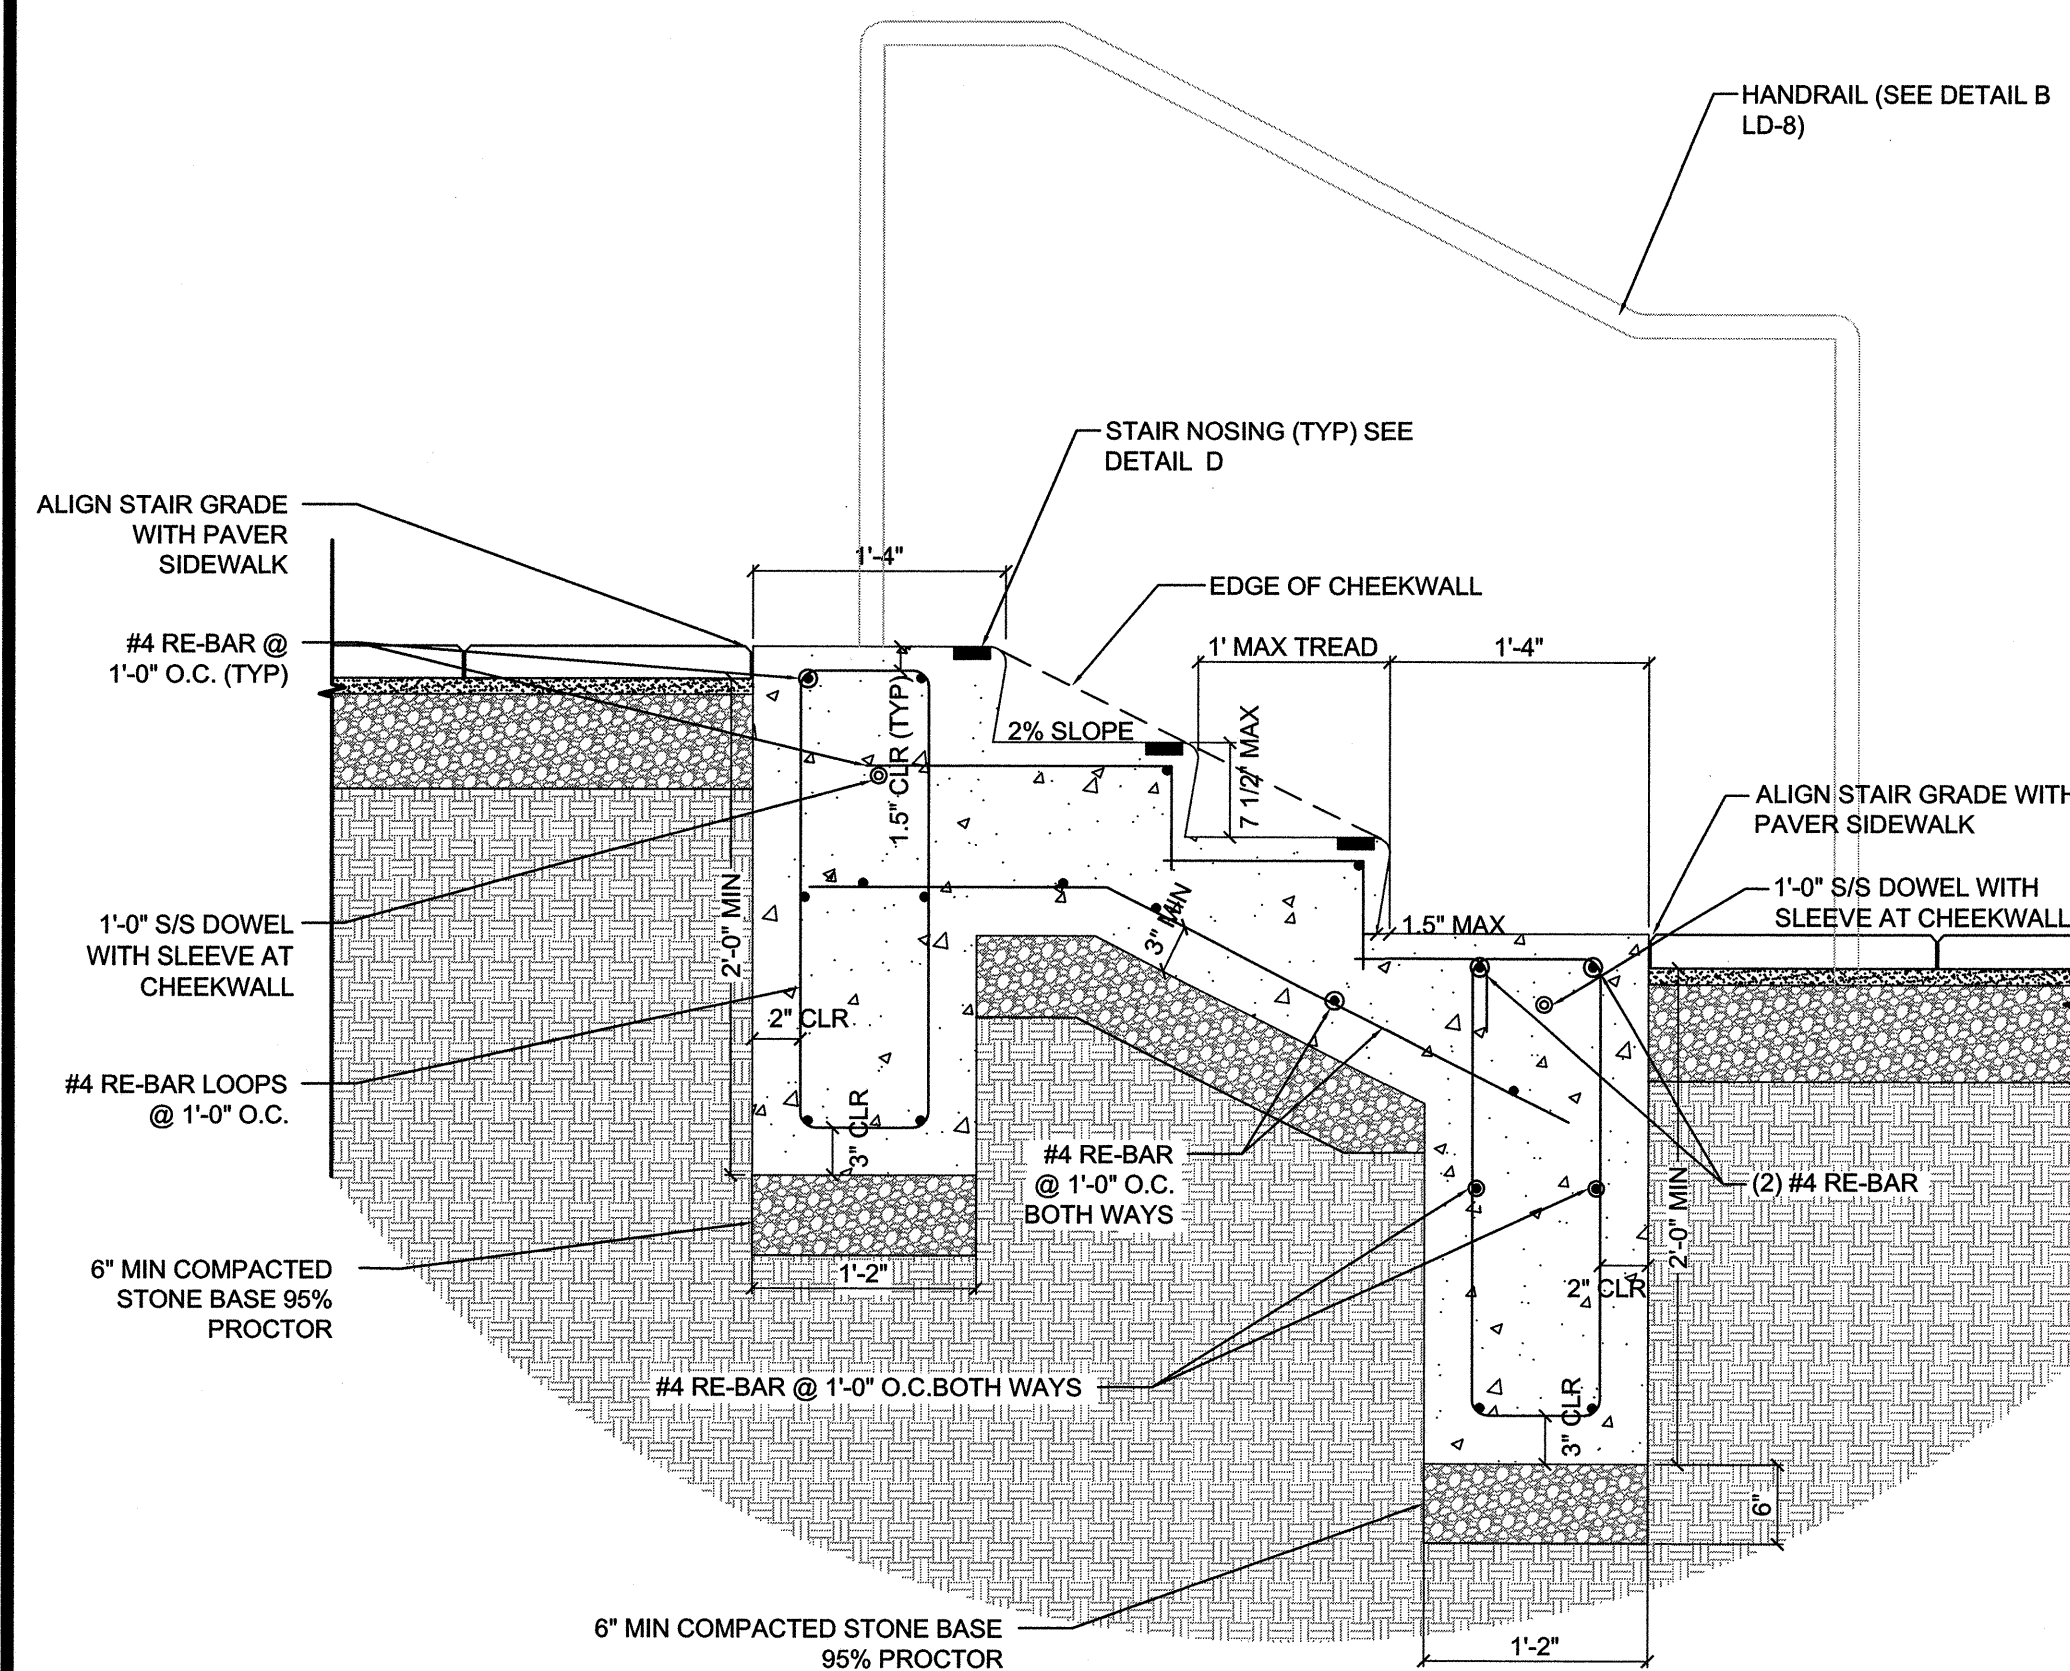 HANDRAIL (SEE DETAIL B
LD-8)
STAIR NOSING (TYP) SEE
DETAIL D
ALIGN STAIR GRADE
WITH PAVER
SIDEWALK
1'-4"
EDGE OF CHEEKWALL
#4 RE-BAR @
1'-0" O.C. (TYP)
1' MAX TREAD
1'-4"
1.5" CLR (TYP)
2% SLOPE
7 1/2" MAX
ALIGN STAIR GRADE WITH
PAVER SIDEWALK
1'-0" S/S DOWEL WITH
SLEEVE AT CHEEKWALL
1'-0" S/S DOWEL
WITH SLEEVE AT
CHEEKWALL
2'-0" MIN
3" MIN
1.5" MAX
2" CLR
#4 RE-BAR LOOPS
@ 1'-0" O.C.
3" CLR
#4 RE-BAR
@ 1'-0" O.C.
BOTH WAYS
(2) #4 RE-BAR
2'-0" MIN
6" MIN COMPACTED
STONE BASE 95%
PROCTOR
1'-2"
2" CLR
#4 RE-BAR @ 1'-0" O.C.BOTH WAYS
3" CLR
6"
6" MIN COMPACTED STONE BASE
95% PROCTOR
1'-2"